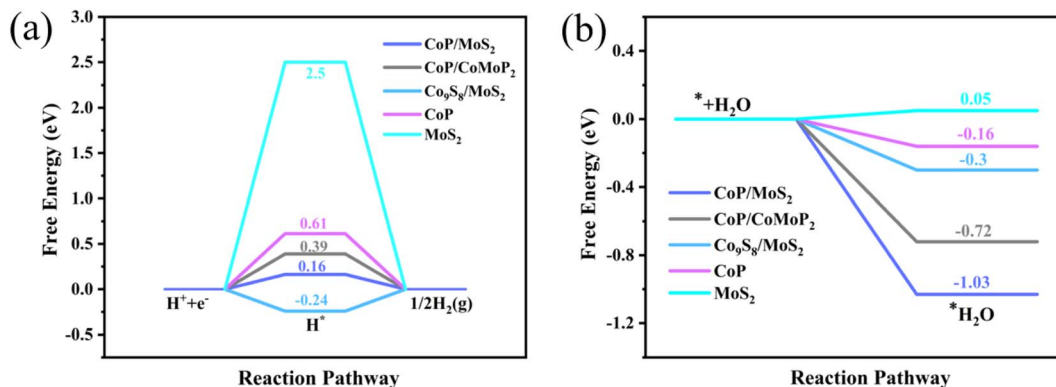 (a)
3.0
2.5
2.0
1.5
1.0
0.5
0.0
-0.5
Free Energy (eV)
CoP/MoS₂
CoP/CoMoP₂
Co₉S₈/MoS₂
CoP
MoS₂
2.5
0.61
0.39
0.16
-0.24
H⁺+e⁻
H*
1/2H₂(g)
Reaction Pathway
(b)
0.4
0.0
-0.4
-0.8
-1.2
Free Energy (eV)
*+H₂O
0.05
-0.16
-0.3
-0.72
-1.03
*H₂O
CoP/MoS₂
CoP/CoMoP₂
Co₉S₈/MoS₂
CoP
MoS₂
Reaction Pathway